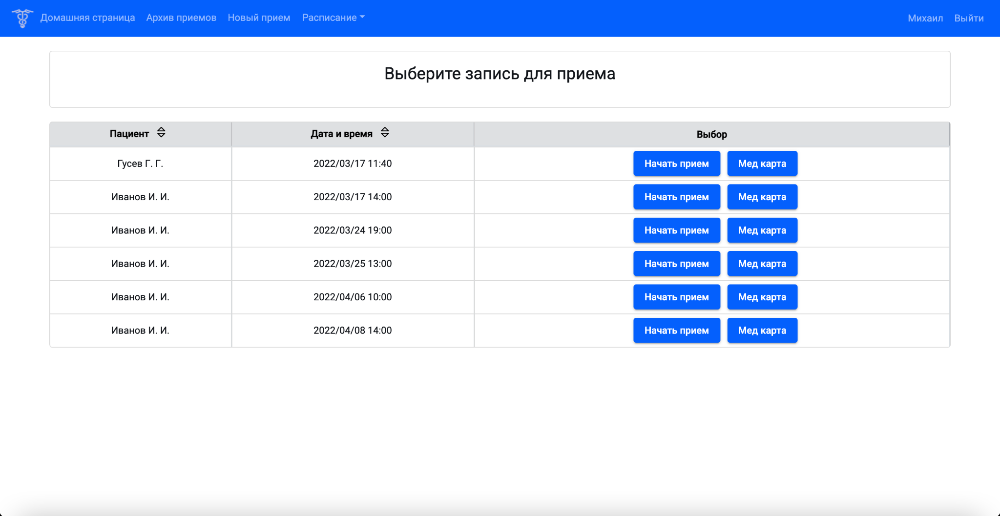 Домашняя страница Архив приемов Новый прием Расписание Михаил Выйти
Выберите запись для приема
Пациент Дата и время Выбор
Гусев Г. Г. 2022/03/17 11:40 Начать прием Мед карта
Иванов И. И. 2022/03/17 14:00 Начать прием Мед карта
Иванов И. И. 2022/03/24 19:00 Начать прием Мед карта
Иванов И. И. 2022/03/25 13:00 Начать прием Мед карта
Иванов И. И. 2022/04/06 10:00 Начать прием Мед карта
Иванов И. И. 2022/04/08 14:00 Начать прием Мед карта